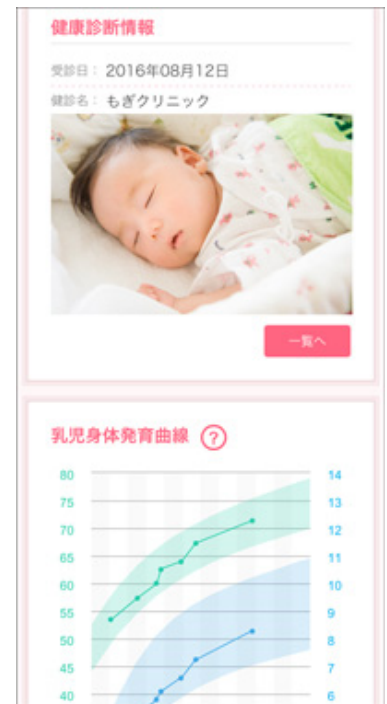 健康診断情報
受診日： 2016年08月12日
健診名： もぎクリニック
一覧へ
乳児身体発育曲線 ?
80 14
75 13
70 12
65 11
60 10
55 9
50 8
45 7
40 6